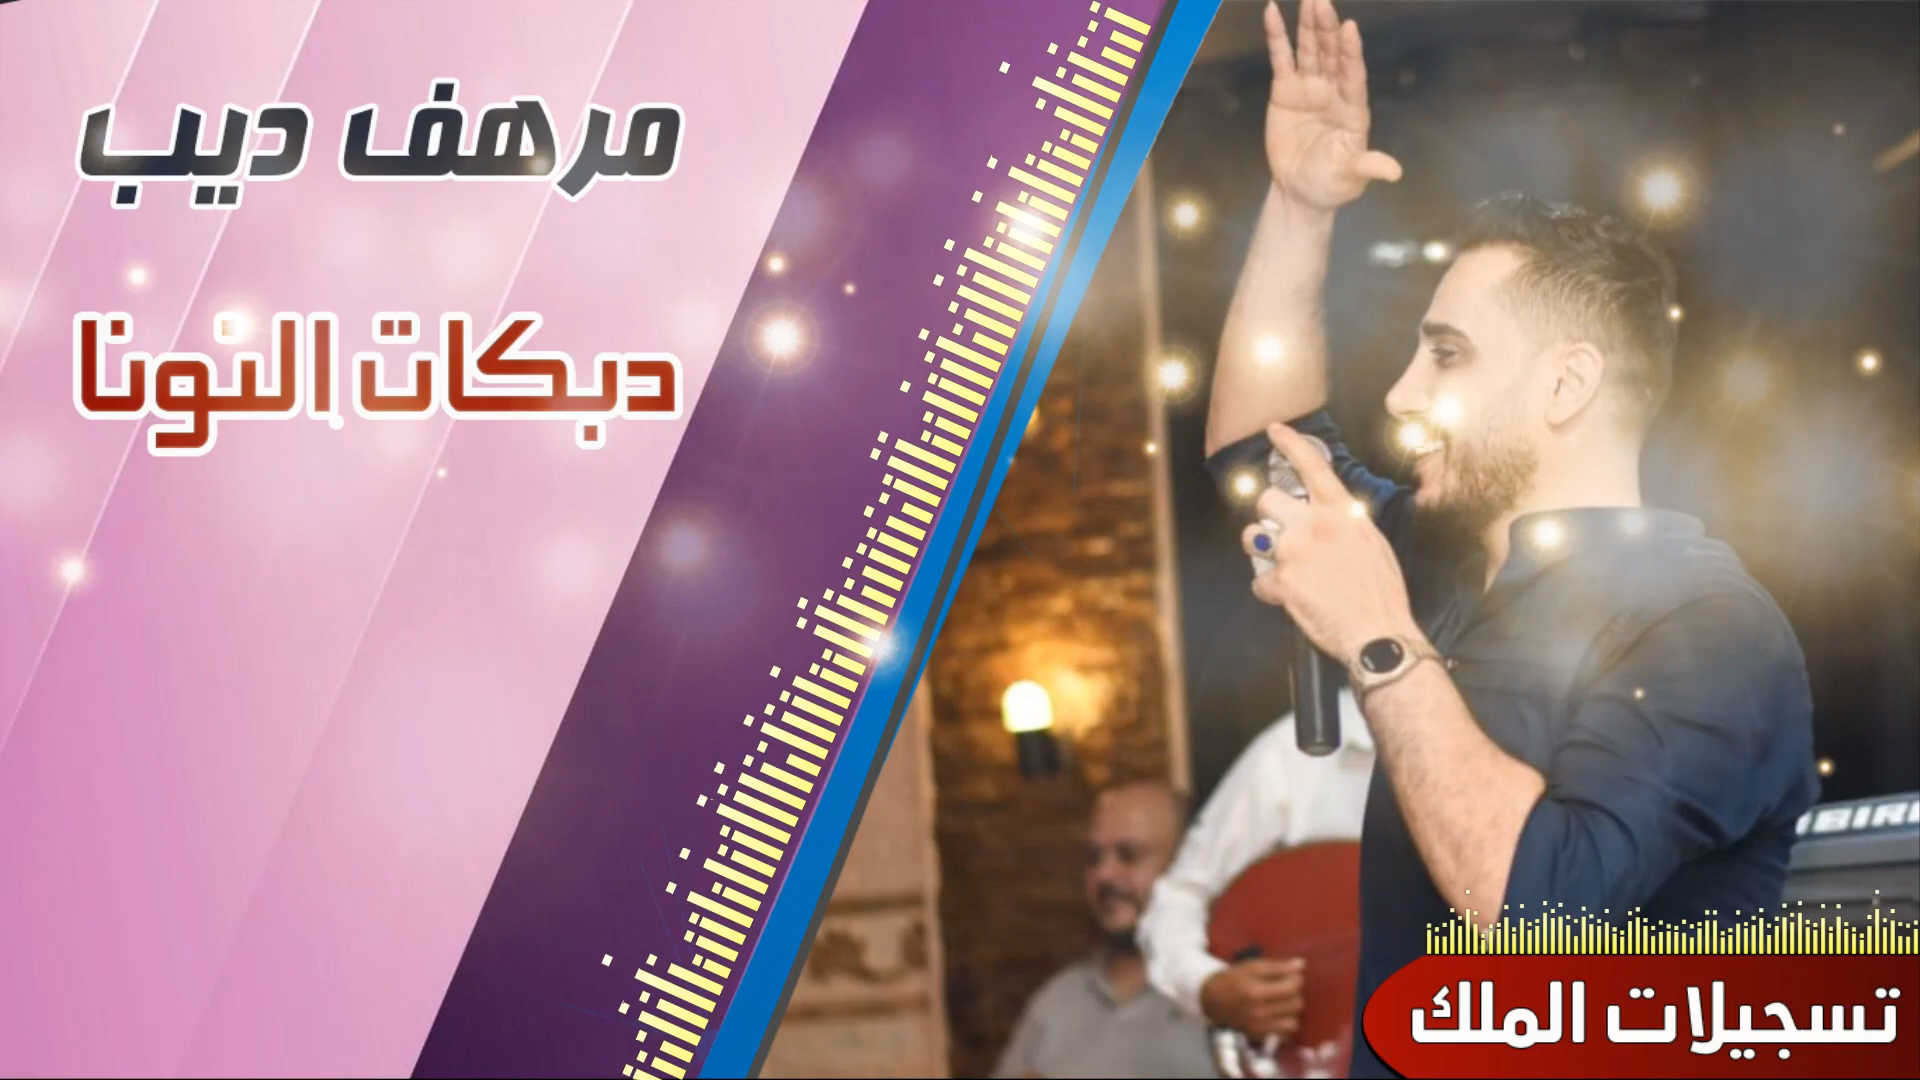 مرهف ديب
دبكات النونا
تسجيلات الملك